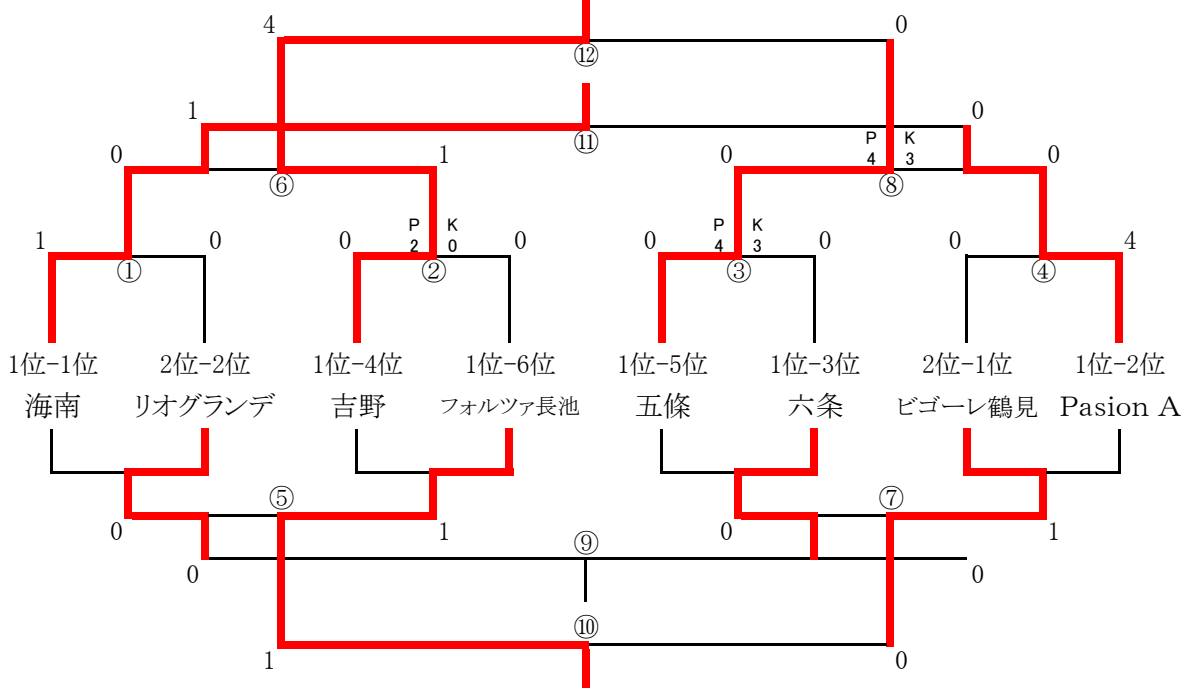 4 ⑫ 0
1 ⑪ 0
P K
0 ⑥ 1 0 4 ⑧ 3 0
P K P K
1 0 0 2 0 0 0 4 3 0 0 4
① ② ③ ④
1位-1位 2位-2位 1位-4位 1位-6位 1位-5位 1位-3位 2位-1位 1位-2位
海南 リオグランデ 吉野 フォルツァ長池 五條 六条 ビゴーレ鶴見 Pasion A
⑤ ⑦
0 1 0 1
⑨
0 0
⑩
1 0